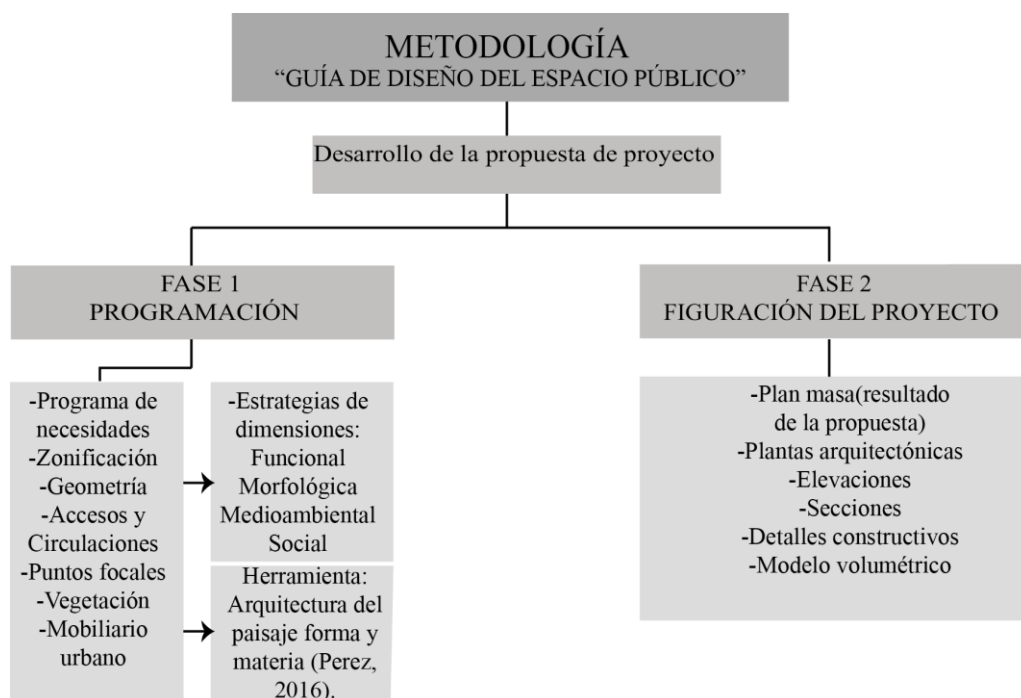 METODOLOGÍA
“GUÍA DE DISEÑO DEL ESPACIO PÚBLICO”
Desarrollo de la propuesta de proyecto
FASE 1
PROGRAMACIÓN
-Programa de
necesidades
-Zonificación
-Geometría
-Accesos y
Circulaciones
-Puntos focales
-Vegetación
-Mobiliario
urbano
-Estrategias de
dimensiones:
Funcional
Morfológica
Medioambiental
Social
Herramienta:
Arquitectura del
paisaje forma y
materia (Perez,
2016).
FASE 2
FIGURACIÓN DEL PROYECTO
-Plan masa(resultado
de la propuesta)
-Plantas arquitectónicas
-Elevaciones
-Secciones
-Detalles constructivos
-Modelo volumétrico